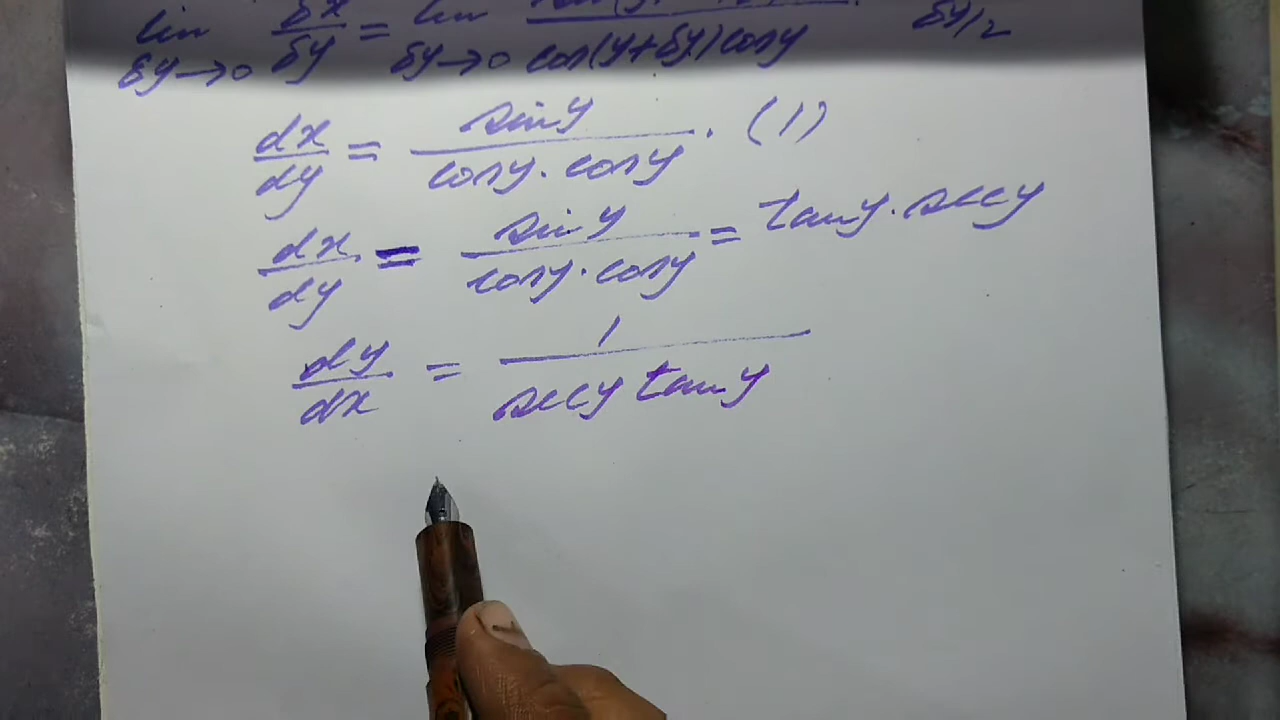 lim δx/δy = lim
δy→0 δy→0 cos(y+δy)cosy δy/2
dx/dy = siny/cosy.cosy . (1)
dx/dy = siny/cosy.cosy = tany.secy
dy/dx = 1/secy tany